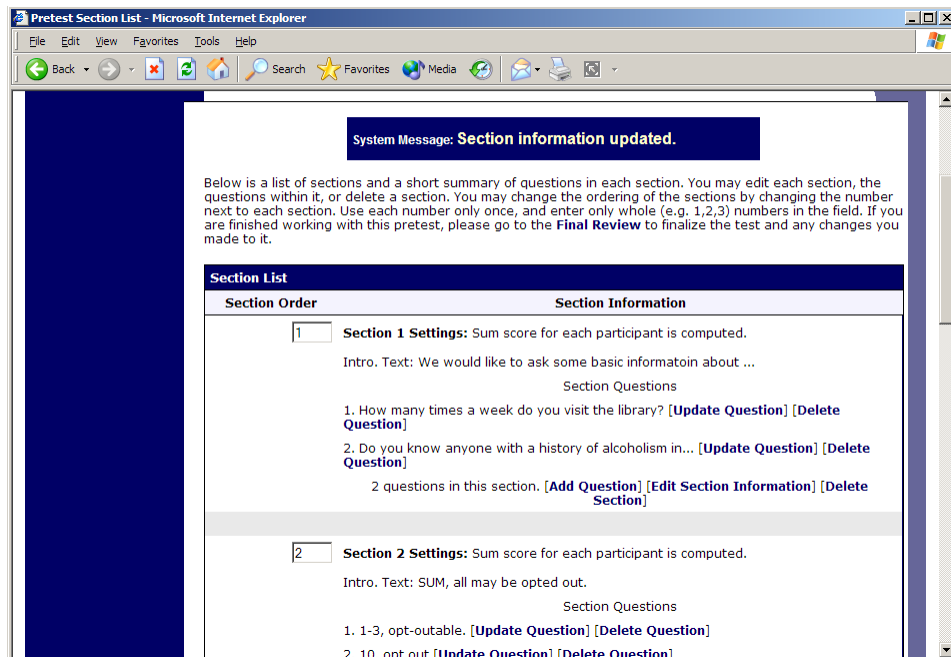 Pretest Section List - Microsoft Internet Explorer
File Edit View Favorites Tools Help
Back Search Favorites Media
System Message: Section information updated.
Below is a list of sections and a short summary of questions in each section. You may edit each section, the
questions within it, or delete a section. You may change the ordering of the sections by changing the number
next to each section. Use each number only once, and enter only whole (e.g. 1,2,3) numbers in the field. If you
are finished working with this pretest, please go to the Final Review to finalize the test and any changes you
made to it.
Section List
Section Order Section Information
1 Section 1 Settings: Sum score for each participant is computed.
Intro. Text: We would like to ask some basic informatoin about ...
Section Questions
1. How many times a week do you visit the library? [Update Question] [Delete
Question]
2. Do you know anyone with a history of alcoholism in... [Update Question] [Delete
Question]
2 questions in this section. [Add Question] [Edit Section Information] [Delete
Section]
2 Section 2 Settings: Sum score for each participant is computed.
Intro. Text: SUM, all may be opted out.
Section Questions
1. 1-3, opt-outable. [Update Question] [Delete Question]
2. 10, opt out [Update Question] [Delete Question]